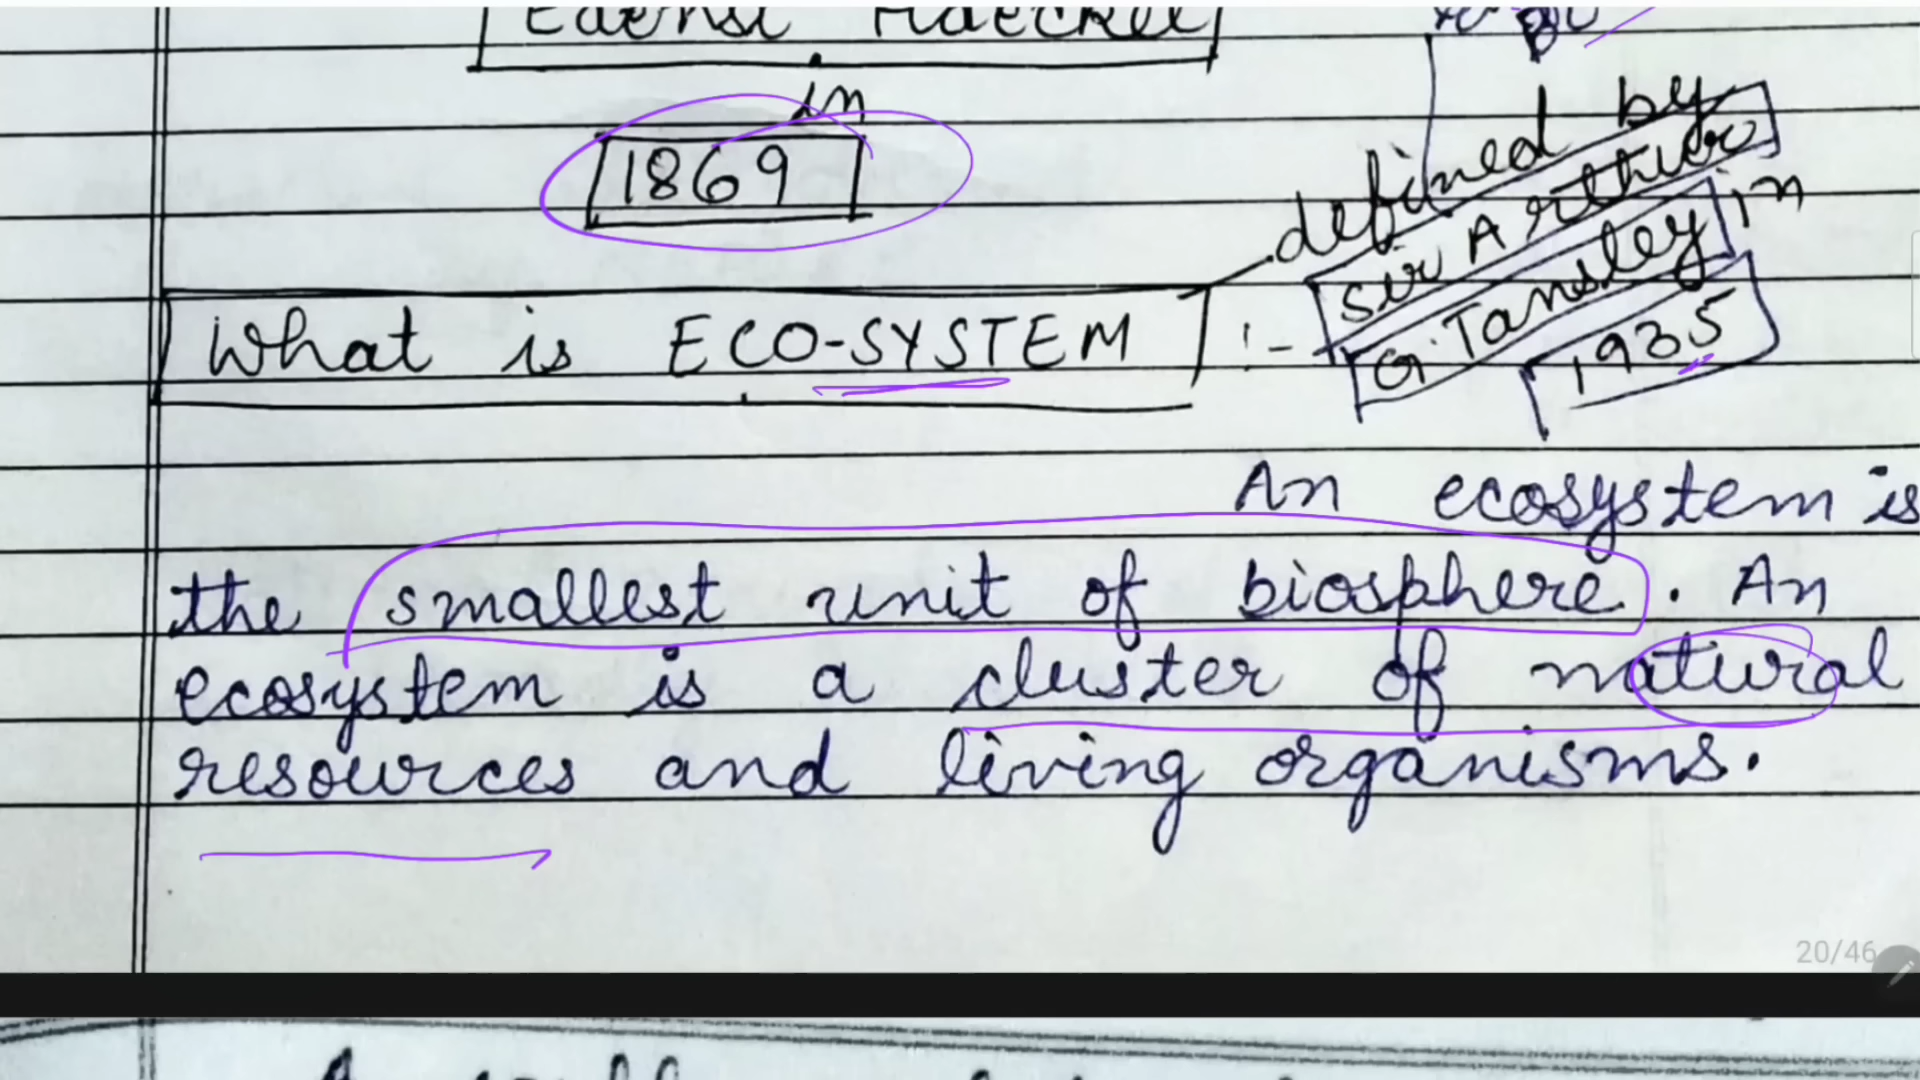 Haeckel
in
1869
defined by
Sir Arthur
G. Tansley in
1935
What is ECO-SYSTEM :-
An ecosystem is
the smallest unit of biosphere. An
ecosystem is a cluster of natural
resources and living organisms.
20/46